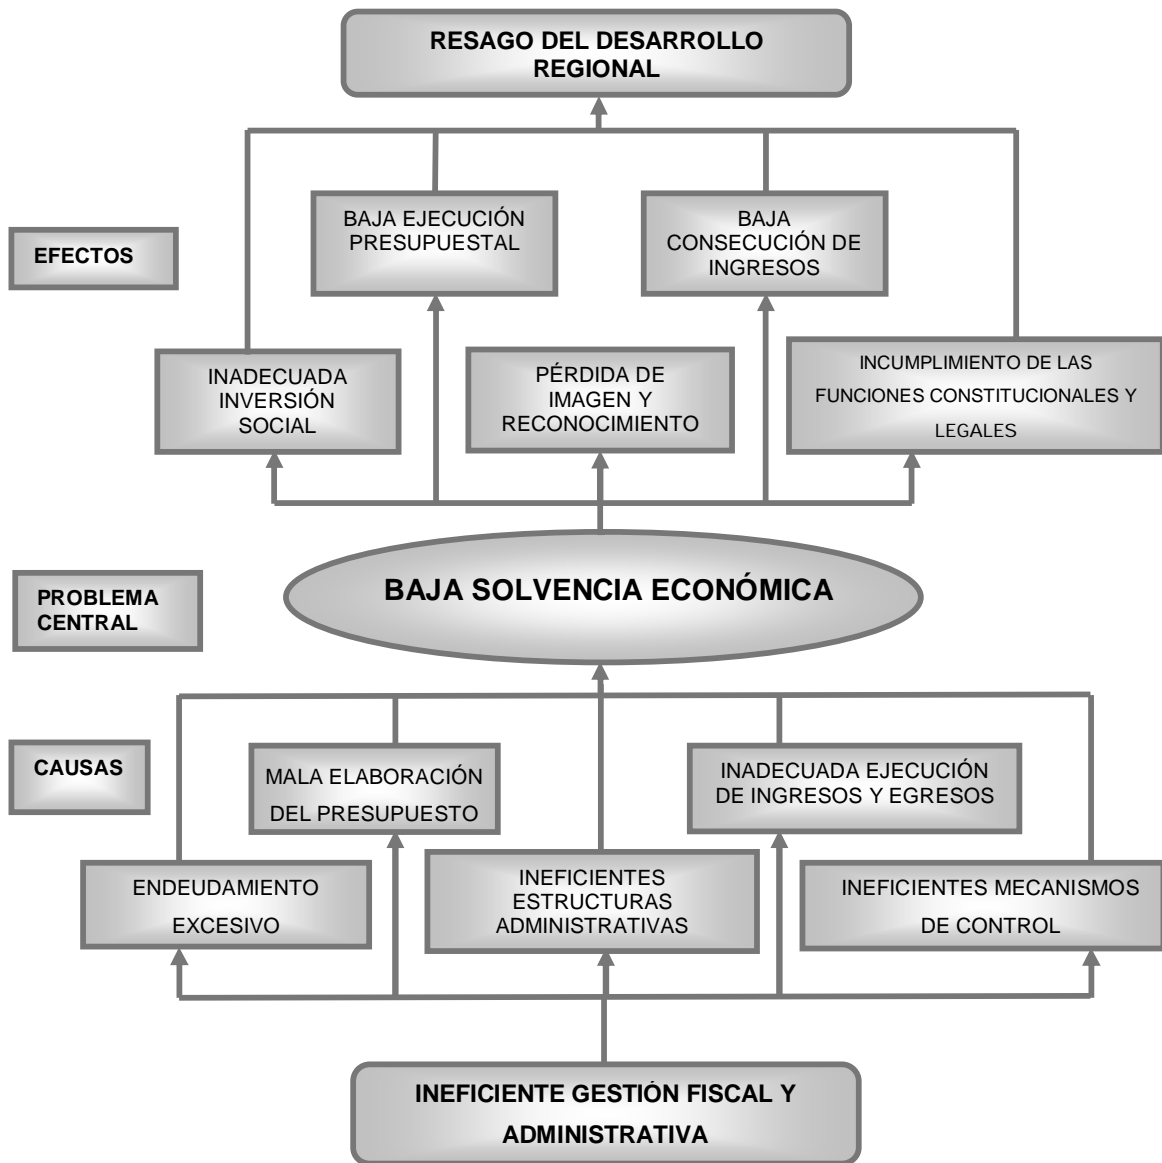 RESAGO DEL DESARROLLO
REGIONAL
BAJA EJECUCIÓN
PRESUPUESTAL
BAJA
CONSECUCIÓN DE
INGRESOS
EFECTOS
INADECUADA
INVERSIÓN
SOCIAL
PÉRDIDA DE
IMAGEN Y
RECONOCIMIENTO
INCUMPLIMIENTO DE LAS
FUNCIONES CONSTITUCIONALES Y
LEGALES
BAJA SOLVENCIA ECONÓMICA
PROBLEMA
CENTRAL
CAUSAS
MALA ELABORACIÓN
DEL PRESUPUESTO
INADECUADA EJECUCIÓN
DE INGRESOS Y EGRESOS
ENDEUDAMIENTO
EXCESIVO
INEFICIENTES
ESTRUCTURAS
ADMINISTRATIVAS
INEFICIENTES MECANISMOS
DE CONTROL
INEFICIENTE GESTIÓN FISCAL Y
ADMINISTRATIVA